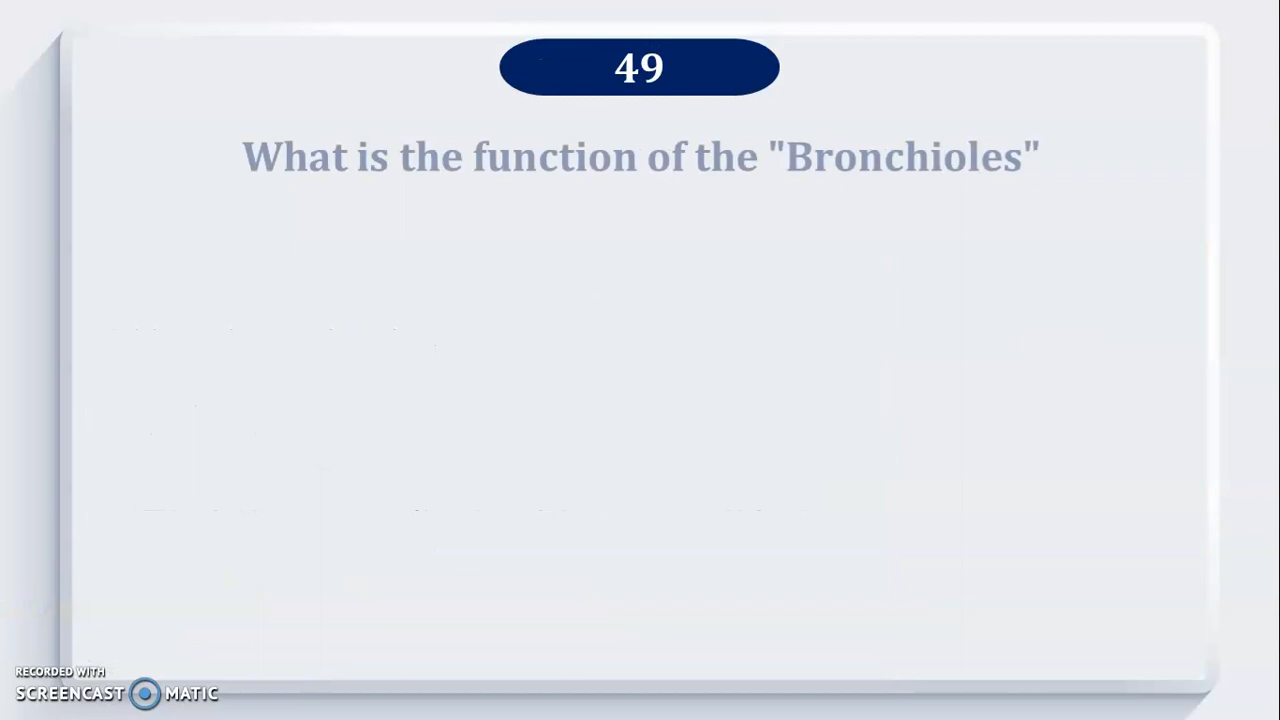 49
What is the function of the "Bronchioles"
RECORDED WITH
SCREENCAST MATIC